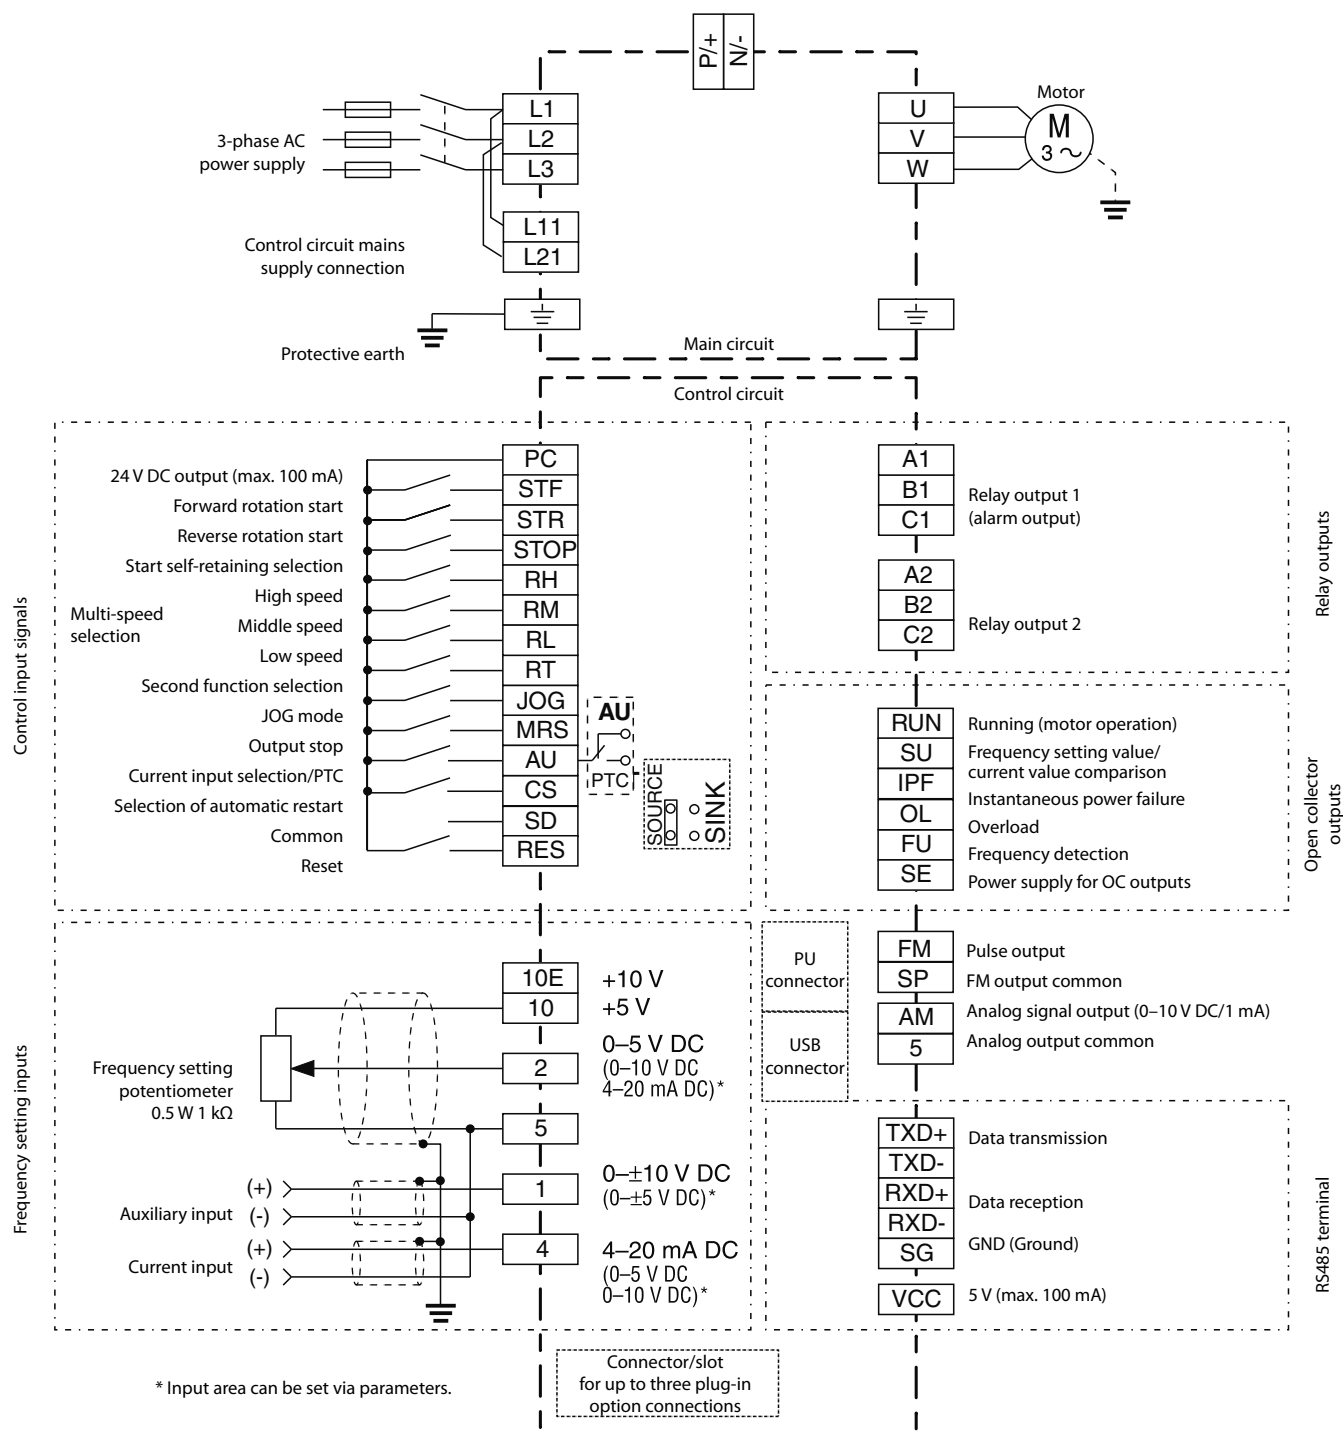 P/+
N/-
Motor
M
3 ~
3-phase AC
power supply
L1
L2
L3
U
V
W
L11
L21
Control circuit mains
supply connection
Protective earth
Main circuit
Control circuit
Control input signals
24 V DC output (max. 100 mA)
Forward rotation start
Reverse rotation start
Start self-retaining selection
Multi-speed
selection
High speed
Middle speed
Low speed
Second function selection
JOG mode
Output stop
Current input selection/PTC
Selection of automatic restart
Common
Reset
PC
STF
STR
STOP
RH
RM
RL
RT
JOG
MRS
AU
CS
SD
RES
AU
PTC
SOURCE
SINK
A1
B1
C1
Relay output 1
(alarm output)
A2
B2
C2
Relay output 2
Relay outputs
RUN
SU
IPF
OL
FU
SE
Running (motor operation)
Frequency setting value/
current value comparison
Instantaneous power failure
Overload
Frequency detection
Power supply for OC outputs
Open collector
outputs
PU
connector
USB
connector
FM
Pulse output
SP
FM output common
AM
Analog signal output (0–10 V DC/1 mA)
5
Analog output common
Frequency setting inputs
10E
+10 V
10
+5 V
Frequency setting
potentiometer
0.5 W 1 kΩ
2
0–5 V DC
(0–10 V DC
4–20 mA DC)*
5
Auxiliary input
(+)
(-)
1
0–±10 V DC
(0–±5 V DC)*
Current input
(+)
(-)
4
4–20 mA DC
(0–5 V DC
0–10 V DC)*
TXD+
TXD-
Data transmission
RXD+
RXD-
Data reception
SG
GND (Ground)
VCC
5 V (max. 100 mA)
RS485 terminal
* Input area can be set via parameters.
Connector/slot
for up to three plug-in
option connections